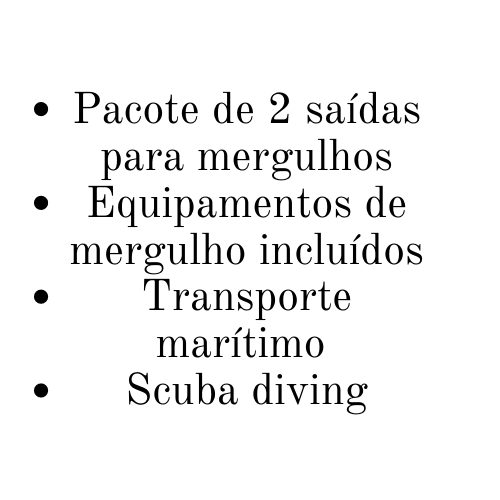 • Pacote de 2 saídas
para mergulhos
• Equipamentos de
mergulho incluídos
• Transporte
marítimo
• Scuba diving